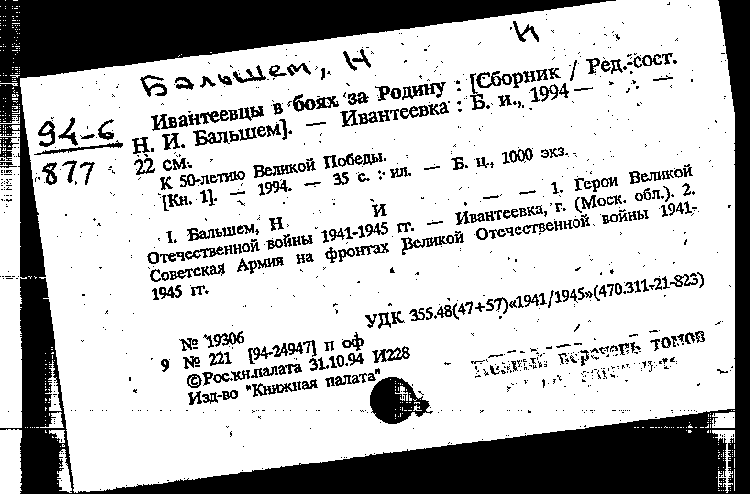 Бальшем, Н
И
Ивантеевцы в боях за Родину : [Сборник / Ред.-сост.
94-6
Н. И. Бальшем]. — Ивантеевка : Б. и., 1994 —
877
22 см.
К 50-летию Великой Победы.
[Кн. 1]. — 1994. — 35 с. : ил. — Б. ц., 1000 экз.
I. Бальшем, Н И . — — 1. Герои Великой
Отечественной войны 1941-1945 гг. — Ивантеевка, г. (Моск. обл.). 2.
Советская Армия на фронтах Великой Отечественной войны 1941-
1945 гг.
УДК 355.48(47+57)«1941/1945»(470.311-21-823)
№ 19306
9 № 221 [94-24947] п оф
©Рос.кн.палата 31.10.94 И228
Изд-во "Книжная палата"
перечень томов